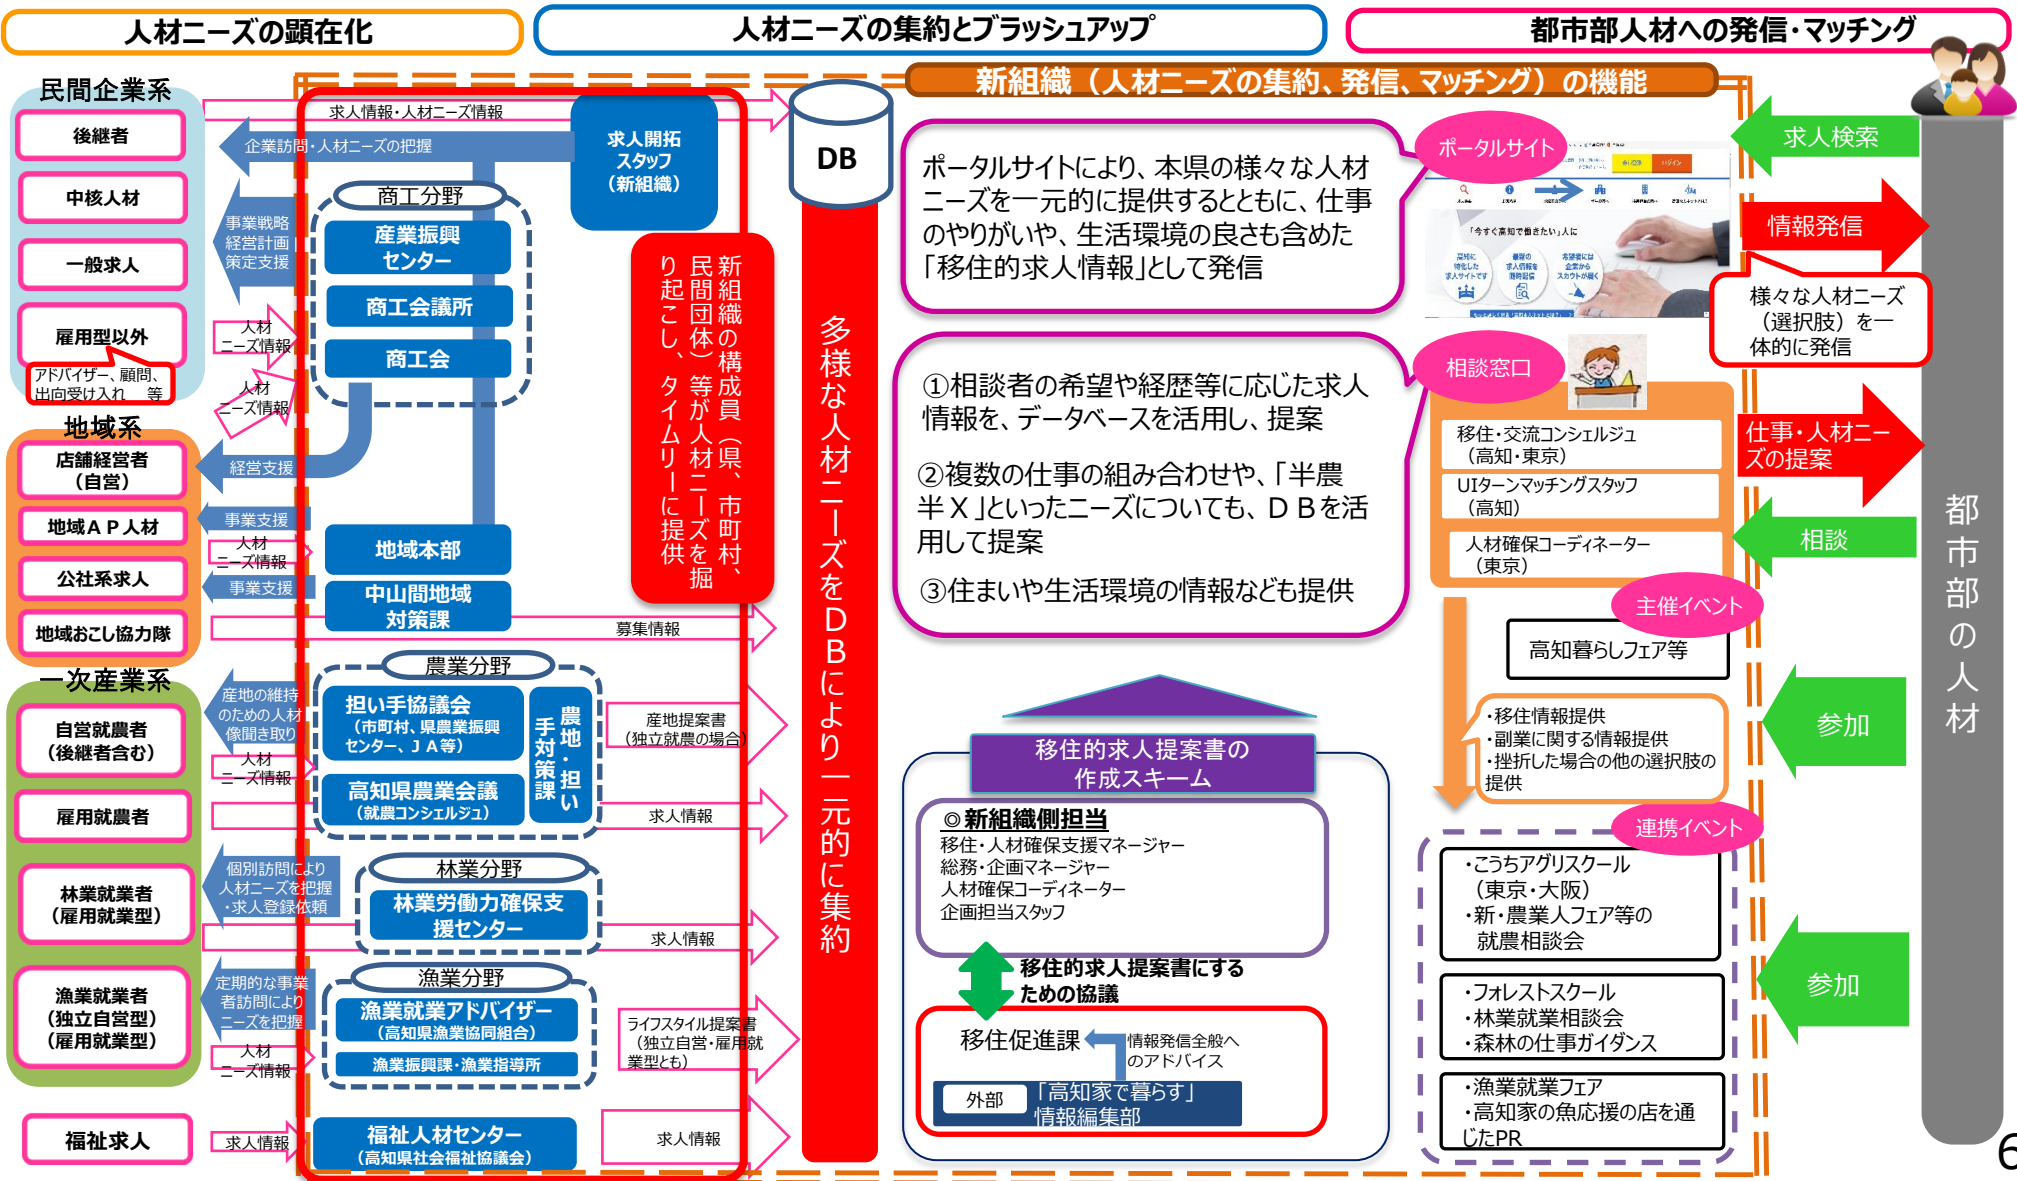 人材ニーズの顕在化
人材ニーズの集約とブラッシュアップ
都市部人材への発信・マッチング
新組織（人材ニーズの集約、発信、マッチング）の機能
民間企業系
後継者
中核人材
一般求人
雇用型以外
アドバイザー、顧問、
出向受け入れ 等
地域系
店舗経営者
（自営）
地域ＡＰ人材
公社系求人
地域おこし協力隊
一次産業系
自営就農者
（後継者含む）
雇用就農者
林業就業者
（雇用就業型）
漁業就業者
（独立自営型）
（雇用就業型）
福祉求人
求人情報・人材ニーズ情報
企業訪問・人材ニーズの把握
事業戦略
経営計画
策定支援
人材
ニーズ情報
人材
ニーズ情報
経営支援
事業支援
人材
ニーズ情報
事業支援
募集情報
産地の維持
のための人材
像聞き取り
人材
ニーズ情報
個別訪問により
人材ニーズを把握
・求人登録依頼
定期的な事業
者訪問により
ニーズを把握
人材
ニーズ情報
求人情報
求人開拓
スタッフ
（新組織）
商工分野
産業振興
センター
商工会議所
商工会
地域本部
中山間地域
対策課
農業分野
担い手協議会
（市町村、県農業振興
センター、ＪＡ等）
高知県農業会議
（就農コンシェルジュ）
農地・担い
手対策課
林業分野
林業労働力確保支
援センター
漁業分野
漁業就業アドバイザー
（高知県漁業協同組合）
漁業振興課・漁業指導所
福祉人材センター
（高知県社会福祉協議会）
新組織の構成員（県、市町村、
民間団体）等が人材ニーズを掘
り起こし、タイムリーに提供
産地提案書
（独立就農の場合）
求人情報
求人情報
ライフスタイル提案書
（独立自営・雇用就
業型とも）
求人情報
DB
多様な人材ニーズをＤＢにより一元的に集約
ポータルサイトにより、本県の様々な人材
ニーズを一元的に提供するとともに、仕事
のやりがいや、生活環境の良さも含めた
「移住的求人情報」として発信
ポータルサイト
「今すぐ高知で働きたい」人に
高知に
特化した
求人サイトです
最新の
求人情報を
随時配信
希望者には
企業から
スカウトが届く
①相談者の希望や経歴等に応じた求人
情報を、データベースを活用し、提案
②複数の仕事の組み合わせや、「半農
半Ｘ」といったニーズについても、ＤＢを活
用して提案
③住まいや生活環境の情報なども提供
相談窓口
移住・交流コンシェルジュ
（高知・東京）
UIターンマッチングスタッフ
（高知）
人材確保コーディネーター
（東京）
主催イベント
高知暮らしフェア等
・移住情報提供
・副業に関する情報提供
・挫折した場合の他の選択肢の
提供
連携イベント
・こうちアグリスクール
（東京・大阪）
・新・農業人フェア等の
就農相談会
・フォレストスクール
・林業就業相談会
・森林の仕事ガイダンス
・漁業就業フェア
・高知家の魚応援の店を通
じたPR
移住的求人提案書の
作成スキーム
◎新組織側担当
移住・人材確保支援マネージャー
総務・企画マネージャー
人材確保コーディネーター
企画担当スタッフ
移住的求人提案書にする
ための協議
移住促進課
情報発信全般へ
のアドバイス
外部
「高知家で暮らす」
情報編集部
求人検索
情報発信
様々な人材ニーズ
（選択肢）を一
体的に発信
仕事・人材ニー
ズの提案
相談
参加
参加
都市部の人材
6